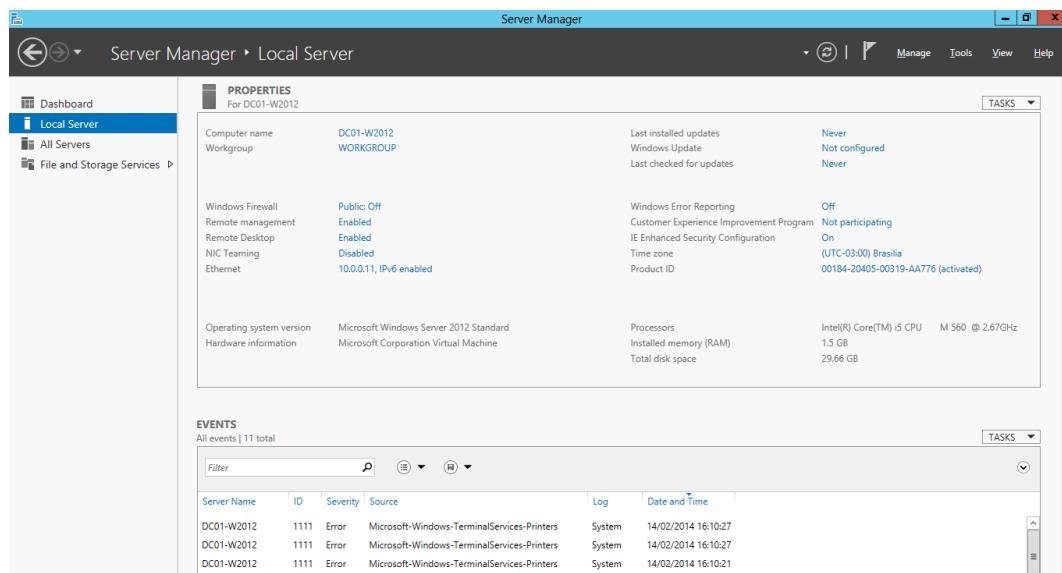 Server Manager
Server Manager ‣ Local Server
Manage Tools View Help
Dashboard
Local Server
All Servers
File and Storage Services
PROPERTIES
For DC01-W2012
TASKS
Computer name DC01-W2012 Last installed updates Never
Workgroup WORKGROUP Windows Update Not configured
Last checked for updates Never
Windows Firewall Public: Off Windows Error Reporting Off
Remote management Enabled Customer Experience Improvement Program Not participating
Remote Desktop Enabled IE Enhanced Security Configuration On
NIC Teaming Disabled Time zone (UTC-03:00) Brasilia
Ethernet 10.0.0.11, IPv6 enabled Product ID 00184-20405-00319-AA776 (activated)
Operating system version Microsoft Windows Server 2012 Standard Processors Intel(R) Core(TM) i5 CPU M 560 @ 2.67GHz
Hardware information Microsoft Corporation Virtual Machine Installed memory (RAM) 1.5 GB
Total disk space 29.66 GB
EVENTS
All events | 11 total
TASKS
Filter
Server Name ID Severity Source Log Date and Time
DC01-W2012 1111 Error Microsoft-Windows-TerminalServices-Printers System 14/02/2014 16:10:27
DC01-W2012 1111 Error Microsoft-Windows-TerminalServices-Printers System 14/02/2014 16:10:27
DC01-W2012 1111 Error Microsoft-Windows-TerminalServices-Printers System 14/02/2014 16:10:21